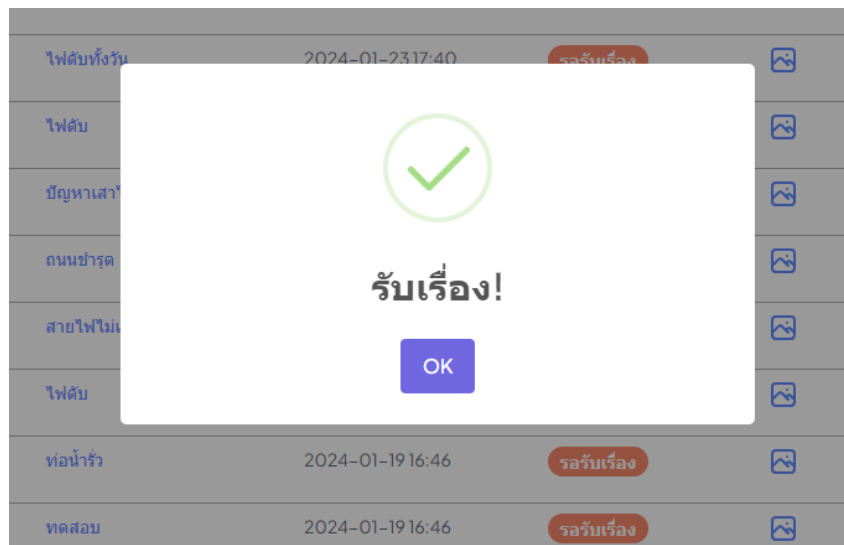 ไฟดับทั้งวัน 2024-01-23 17:40 รอรับเรื่อง
ไฟดับ
ปัญหาเสา
ถนนชำรุด
รับเรื่อง!
สายไฟไม่
OK
ไฟดับ
ท่อน้ำรั่ว 2024-01-19 16:46 รอรับเรื่อง
ทดสอบ 2024-01-19 16:46 รอรับเรื่อง